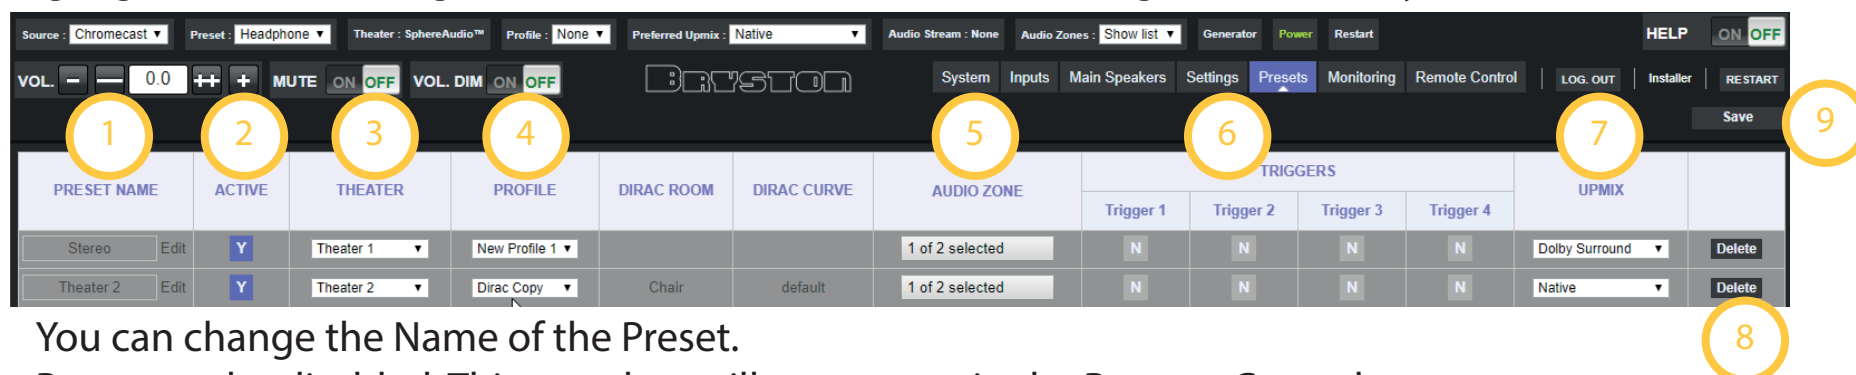 Source : Chromecast ▼ Preset : Headphone ▼ Theater : SphereAudio™ Profile : None ▼ Preferred Upmix : Native ▼ Audio Stream : None Audio Zones : Show list ▼ Generator Power Restart HELP ON OFF
VOL. − — 0.0 ++ + MUTE ON OFF VOL. DIM ON OFF BRYSTON System Inputs Main Speakers Settings Presets Monitoring Remote Control | LOG. OUT | Installer | RESTART
Save
1 2 3 4 5 6 7 9
TRIGGERS
PRESET NAME ACTIVE THEATER PROFILE DIRAC ROOM DIRAC CURVE AUDIO ZONE UPMIX
Trigger 1 Trigger 2 Trigger 3 Trigger 4
Stereo Edit Y Theater 1 ▼ New Profile 1 ▼ 1 of 2 selected N N N N Dolby Surround ▼ Delete
Theater 2 Edit Y Theater 2 ▼ Dirac Copy ▼ Chair default 1 of 2 selected N N N N Native ▼ Delete
8
You can change the Name of the Preset.